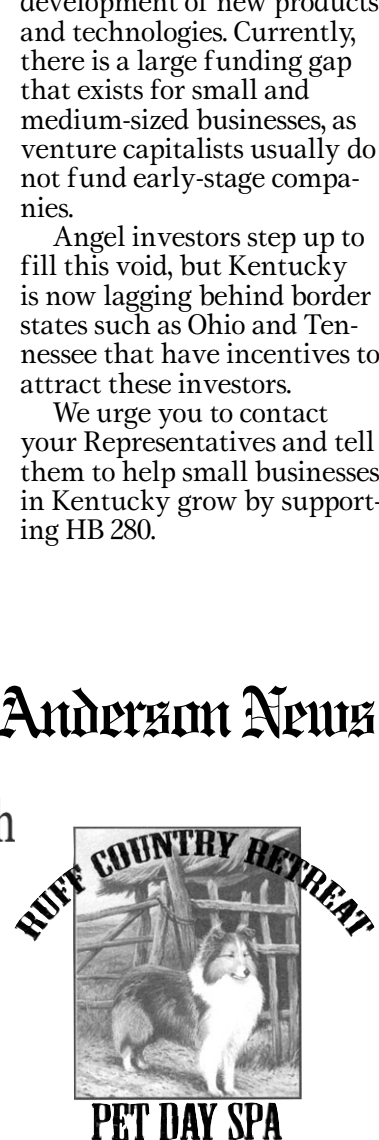 development of new products
and technologies. Currently,
there is a large funding gap
that exists for small and
medium-sized businesses, as
venture capitalists usually do
not fund early-stage compa-
nies.
Angel investors step up to
fill this void, but Kentucky
is now lagging behind border
states such as Ohio and Ten-
nessee that have incentives to
attract these investors.
We urge you to contact
your Representatives and tell
them to help small businesses
in Kentucky grow by support-
ing HB 280.
Anderson News
h
RUFF COUNTRY RETREAT
PET DAY SPA